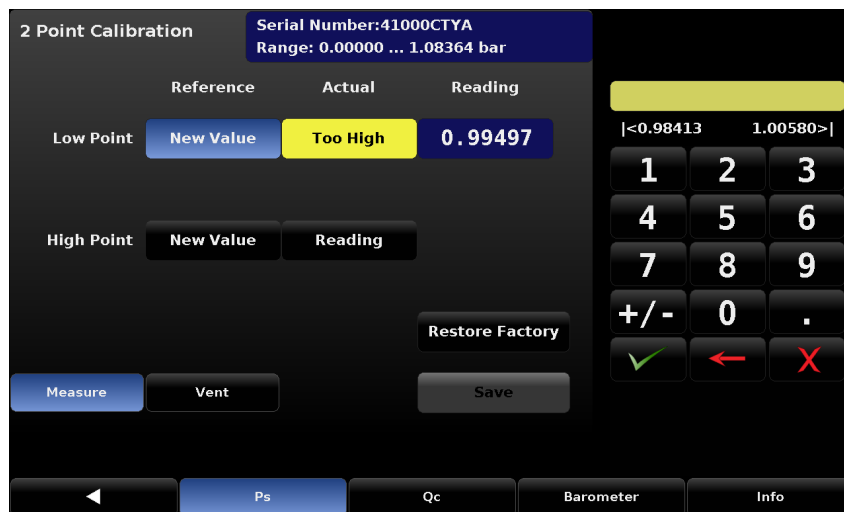 2 Point Calibration
Serial Number:41000CTYA
Range: 0.00000 ... 1.08364 bar
Reference Actual Reading
Low Point New Value Too High 0.99497
High Point New Value Reading
Restore Factory
Measure Vent Save
|<0.98413 1.00580>|
1 2 3
4 5 6
7 8 9
+/- 0 .
X
Ps Qc Barometer Info